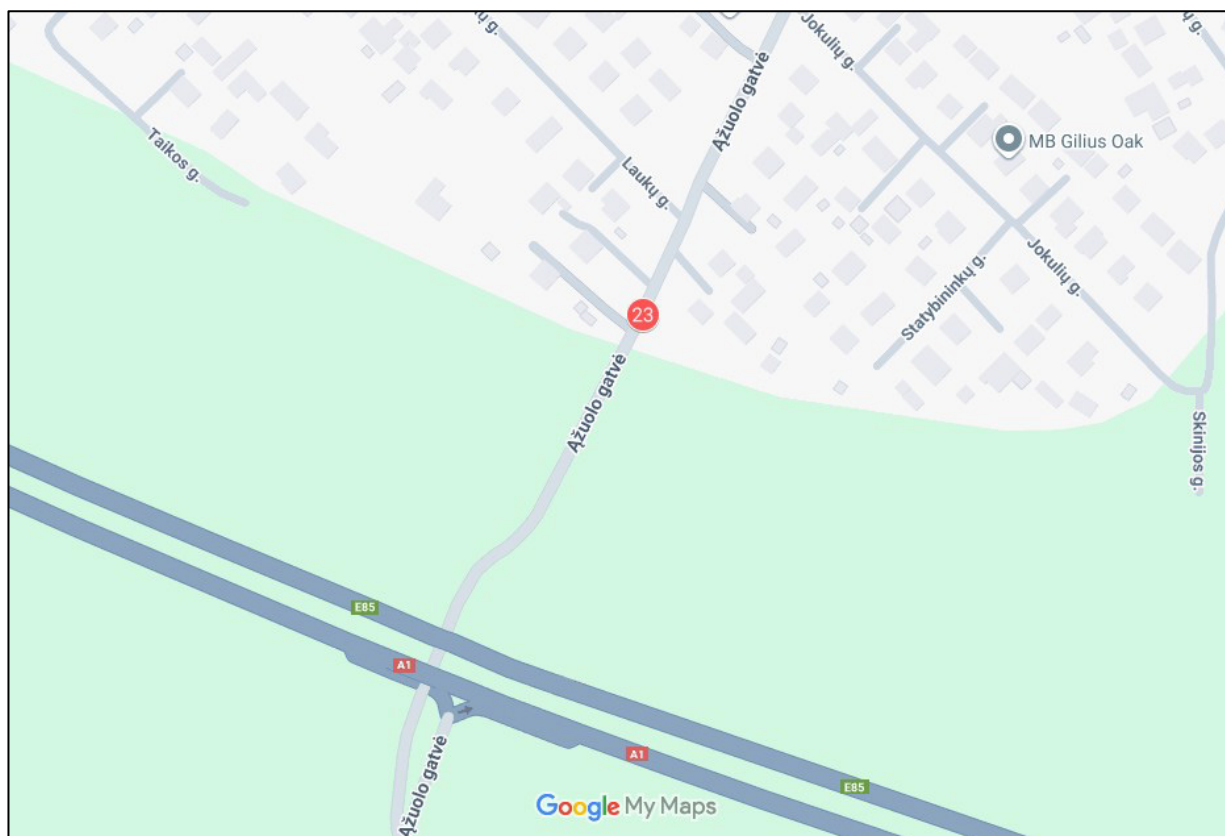 ų g.
Jokulių g.
ų g.
Ąžuolo gatvė
MB Gilius Oak
Taikos g.
Laukų g.
Jokulių g.
Statybininkų g.
23
Ąžuolo gatvė
Skinijos g.
E85
A1
Ąžuolo gatvė
A1
E85
Google My Maps